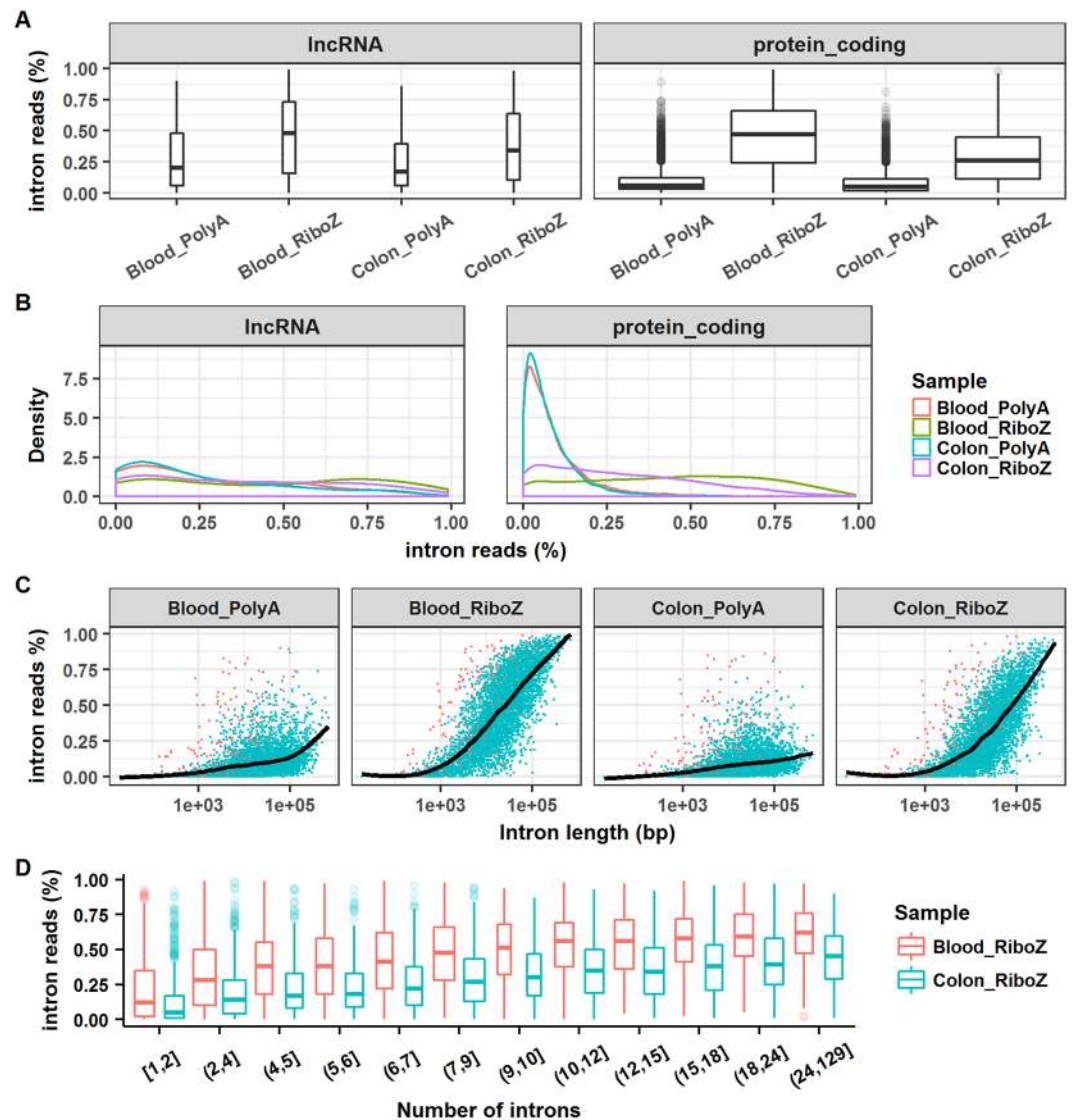 A
lncRNA
protein_coding
intron reads (%)
1.00
0.75
0.50
0.25
0.00
Blood_PolyA
Blood_RiboZ
Colon_PolyA
Colon_RiboZ
Blood_PolyA
Blood_RiboZ
Colon_PolyA
Colon_RiboZ
B
lncRNA
protein_coding
Density
7.5
5.0
2.5
0.0
0.00 0.25 0.50 0.75 1.00
0.00 0.25 0.50 0.75 1.00
intron reads (%)
Sample
Blood_PolyA
Blood_RiboZ
Colon_PolyA
Colon_RiboZ
C
Blood_PolyA
Blood_RiboZ
Colon_PolyA
Colon_RiboZ
intron reads %)
1.00
0.75
0.50
0.25
0.00
1e+03 1e+05
1e+03 1e+05
1e+03 1e+05
1e+03 1e+05
Intron length (bp)
D
intron reads (%)
1.00
0.75
0.50
0.25
0.00
[1,2]
(2,4]
(4,5]
(5,6]
(6,7]
(7,9]
(9,10]
(10,12]
(12,15]
(15,18]
(18,24]
(24,129]
Number of introns
Sample
Blood_RiboZ
Colon_RiboZ